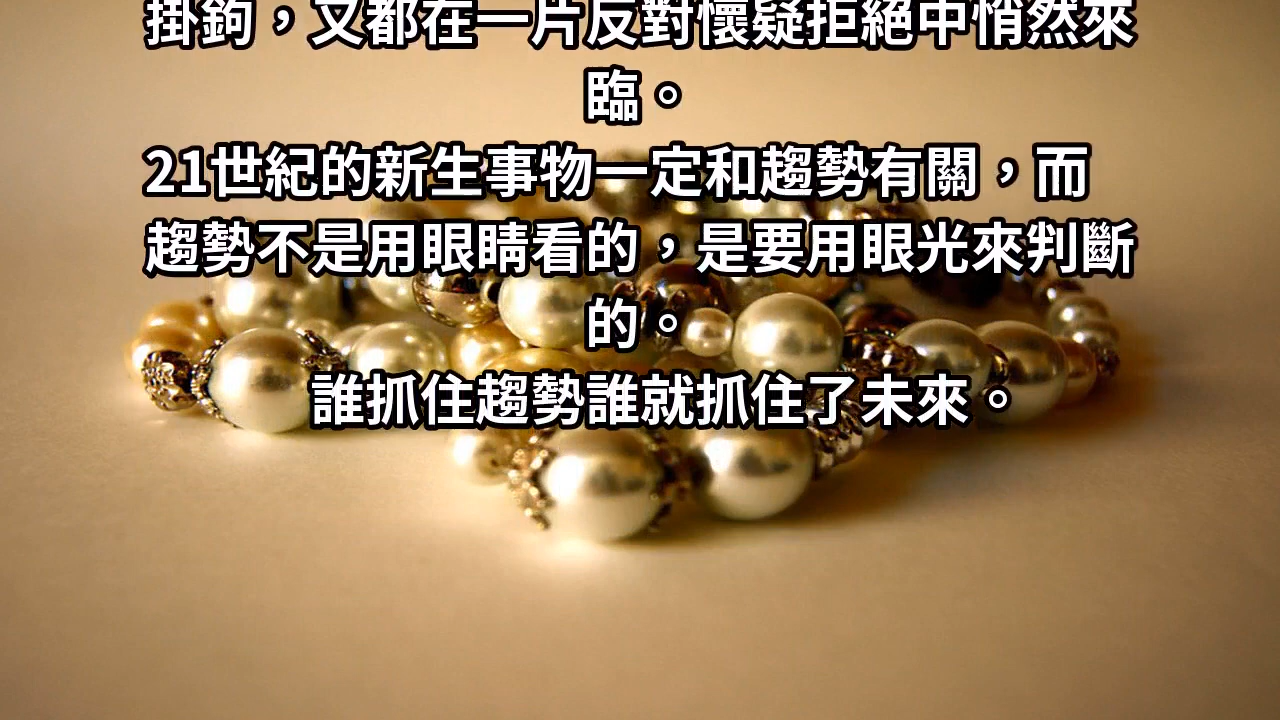 掛鉤，又都在一片反對懷疑拒絕中悄然來
臨。
21世紀的新生事物一定和趨勢有關，而
趨勢不是用眼睛看的，是要用眼光來判斷
的。
誰抓住趨勢誰就抓住了未來。